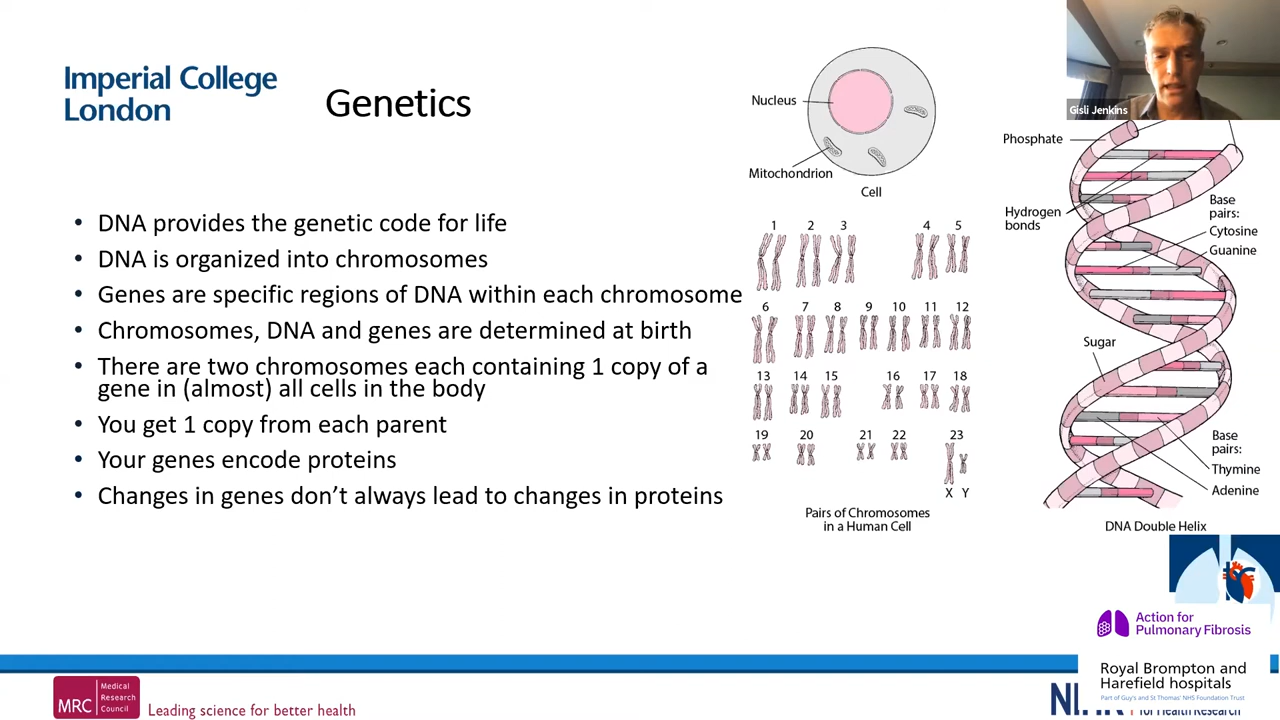 Imperial College
London
Genetics
• DNA provides the genetic code for life
• DNA is organized into chromosomes
• Genes are specific regions of DNA within each chromosome
• Chromosomes, DNA and genes are determined at birth
• There are two chromosomes each containing 1 copy of a
gene in (almost) all cells in the body
• You get 1 copy from each parent
• Your genes encode proteins
• Changes in genes don’t always lead to changes in proteins
Nucleus
Mitochondrion
Cell
1 2 3 4 5
6 7 8 9 10 11 12
13 14 15 16 17 18
19 20 21 22 23
X Y
Pairs of Chromosomes
in a Human Cell
Gisli Jenkins
Phosphate
Hydrogen
bonds
Base
pairs:
Cytosine
Guanine
Sugar
Base
pairs:
Thymine
Adenine
DNA Double Helix
Action for
Pulmonary Fibrosis
Royal Brompton and
Harefield hospitals
Part of Guy's and St Thomas' NHS Foundation Trust
for Health Research
MRC
Medical
Research
Council
Leading science for better health